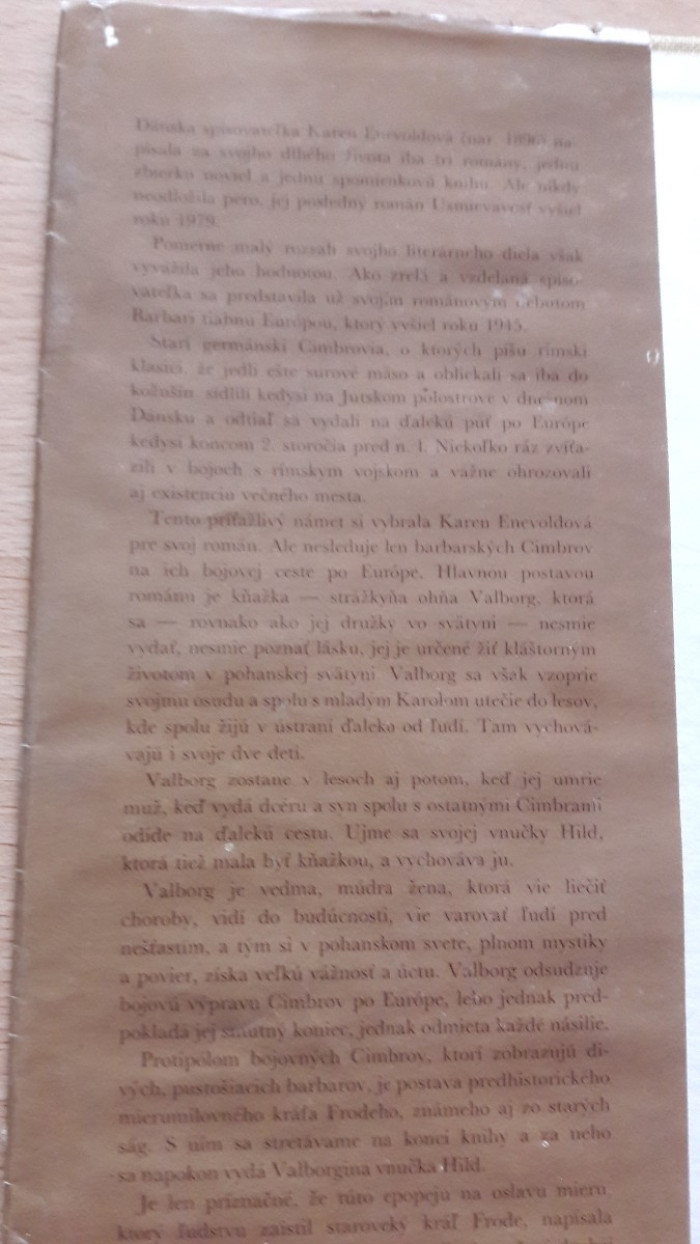 Dánska spisovateľka Karen Enevoldová (nar. 1896) na-
písala za svojho dlhého života iba tri romány, jednu
zbierku noviel a jednu spomienkovú knihu. Ale nikdy
neodložila pero, jej posledný román Usmievavosť vyšiel
roku 1979.
Pomerne malý rozsah svojho literárneho diela však
vyvážila jeho hodnotou. Ako zrelá a vzdelaná spiso-
vateľka sa predstavila už svojím románovým debutom
Barbari tiahnu Európou, ktorý vyšiel roku 1945.
Starí germánski Cimbrovia, o ktorých píšu rímski
klasici, že jedli ešte surové mäso a obliekali sa iba do
kožušín, sídlili kedysi na Jutskom polostrove v dnešnom
Dánsku a odtiaľ sa vydali na ďalekú púť po Európe
kedysi koncom 2. storočia pred n. l. Niekoľko ráz zvíťa-
zili v bojoch s rímskym vojskom a vážne ohrozovali
aj existenciu večného mesta.
Tento príťažlivý námet si vybrala Karen Enevoldová
pre svoj román. Ale nesleduje len barbarských Cimbrov
na ich bojovej ceste po Európe. Hlavnou postavou
románu je kňažka — strážkyňa ohňa Valborg, ktorá
sa — rovnako ako jej družky vo svätyni — nesmie
vydať, nesmie poznať lásku, jej je určené žiť kláštorným
životom v pohanskej svätyni. Valborg sa však vzoprie
svojmu osudu a spolu s mladým Karolom utečie do lesov,
kde spolu žijú v ústraní ďaleko od ľudí. Tam vychová-
vajú i svoje dve deti.
Valborg zostane v lesoch aj potom, keď jej umrie
muž, keď vydá dcéru a syn spolu s ostatnými Cimbrami
odíde na ďalekú cestu. Ujme sa svojej vnučky Hild,
ktorá tiež mala byť kňažkou, a vychováva ju.
Valborg je vedma, múdra žena, ktorá vie liečiť
choroby, vidí do budúcnosti, vie varovať ľudí pred
nešťastím, a tým si v pohanskom svete, plnom mystiky
a povier, získa veľkú vážnosť a úctu. Valborg odsudzuje
bojovú výpravu Cimbrov po Európe, lebo jednak pred-
pokladá jej smutný koniec, jednak odmieta každé násilie.
Protipólom bojovných Cimbrov, ktorí zobrazujú di-
vých, pustošiacich barbarov, je postava predhistorického
mierumilovného kráľa Frodeho, známeho aj zo starých
ság. S ním sa stretávame na konci knihy a za neho
sa napokon vydá Valborgina vnučka Hild.
Je len príznačné, že túto epopeju na oslavu mieru,
ktorý ľudstvu zaistil staroveký kráľ Frode, napísala